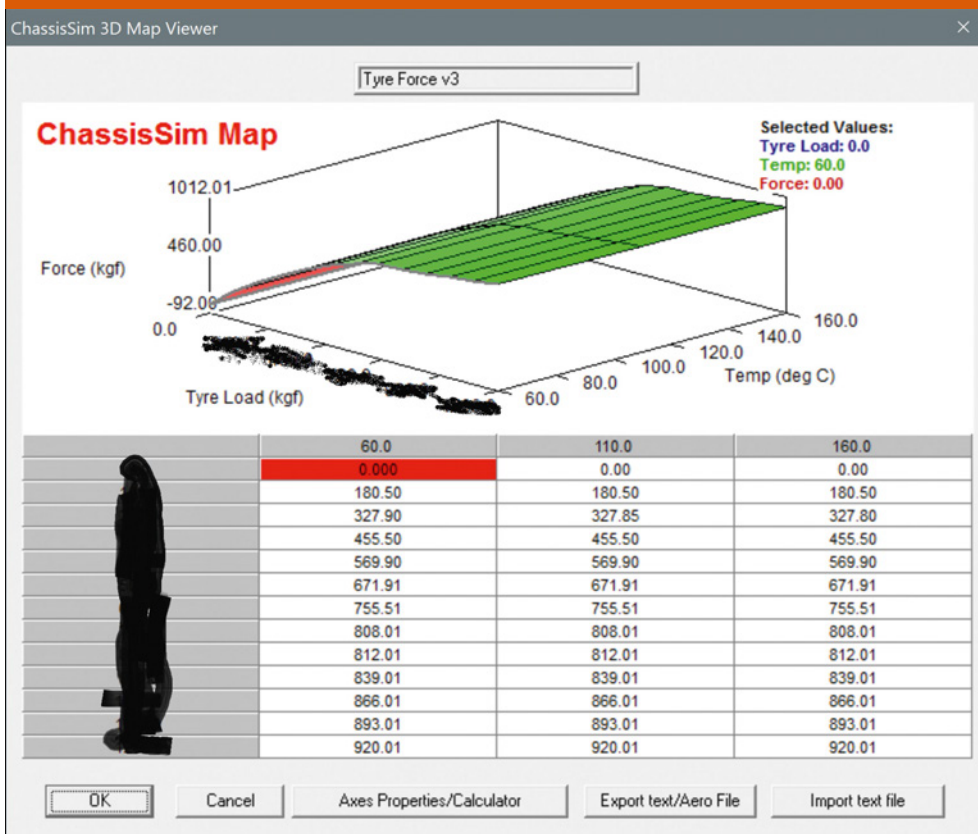 ChassisSim 3D Map Viewer
Tyre Force v3
ChassisSim Map
Selected Values:
Tyre Load: 0.0
Temp: 60.0
Force: 0.00
1012.01
460.00
Force (kgf)
-92.00
0.0
160.0
140.0
120.0
100.0
Temp (deg C)
80.0
60.0
Tyre Load (kgf)
60.0 110.0 160.0
0.000 0.00 0.00
180.50 180.50 180.50
327.90 327.85 327.80
455.50 455.50 455.50
569.90 569.90 569.90
671.91 671.91 671.91
755.51 755.51 755.51
808.01 808.01 808.01
812.01 812.01 812.01
839.01 839.01 839.01
866.01 866.01 866.01
893.01 893.01 893.01
920.01 920.01 920.01
OK Cancel Axes Properties/Calculator Export text/Aero File Import text file